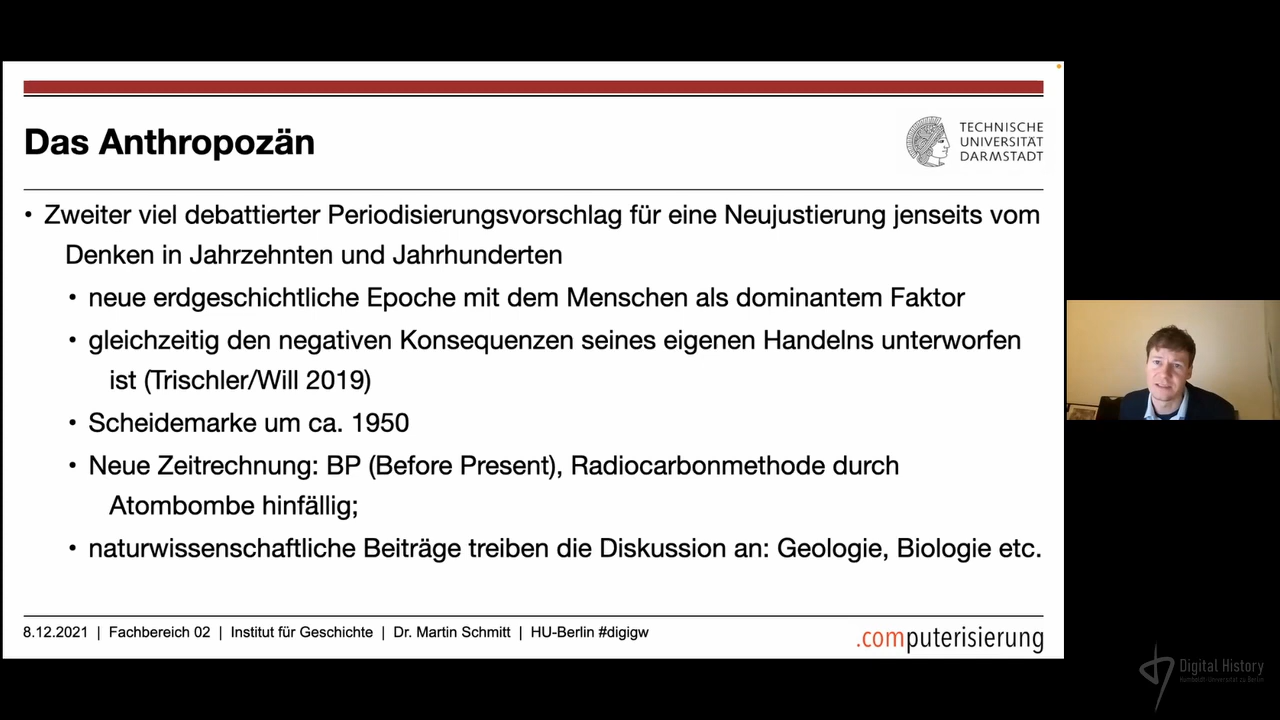 Das Anthropozän
TECHNISCHE
UNIVERSITÄT
DARMSTADT
• Zweiter viel debattierter Periodisierungsvorschlag für eine Neujustierung jenseits vom
Denken in Jahrzehnten und Jahrhunderten
• neue erdgeschichtliche Epoche mit dem Menschen als dominantem Faktor
• gleichzeitig den negativen Konsequenzen seines eigenen Handelns unterworfen
ist (Trischler/Will 2019)
• Scheidemarke um ca. 1950
• Neue Zeitrechnung: BP (Before Present), Radiocarbonmethode durch
Atombombe hinfällig;
• naturwissenschaftliche Beiträge treiben die Diskussion an: Geologie, Biologie etc.
8.12.2021 | Fachbereich 02 | Institut für Geschichte | Dr. Martin Schmitt | HU-Berlin #digigw
.computerisierung
Digital History
Humboldt-Universität zu Berlin